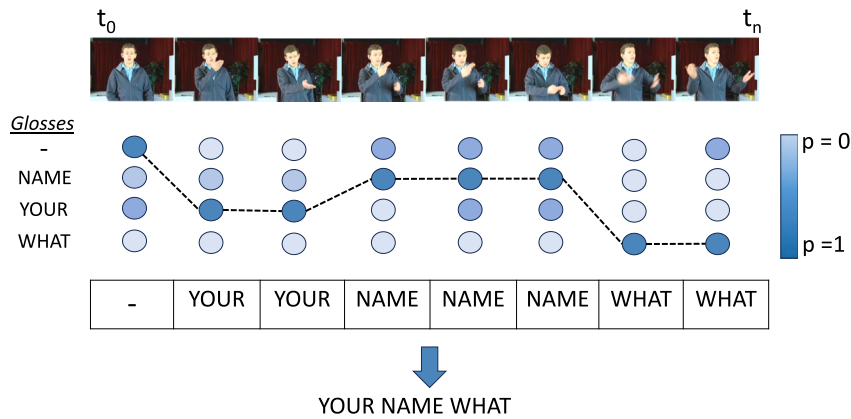 t0 tn
Glosses
- p = 0
NAME
YOUR
WHAT p =1
- YOUR YOUR NAME NAME NAME WHAT WHAT
YOUR NAME WHAT